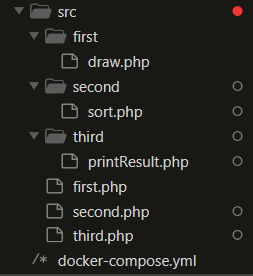 src
first
draw.php
second
sort.php
third
printResult.php
first.php
second.php
third.php
/* docker-compose.yml